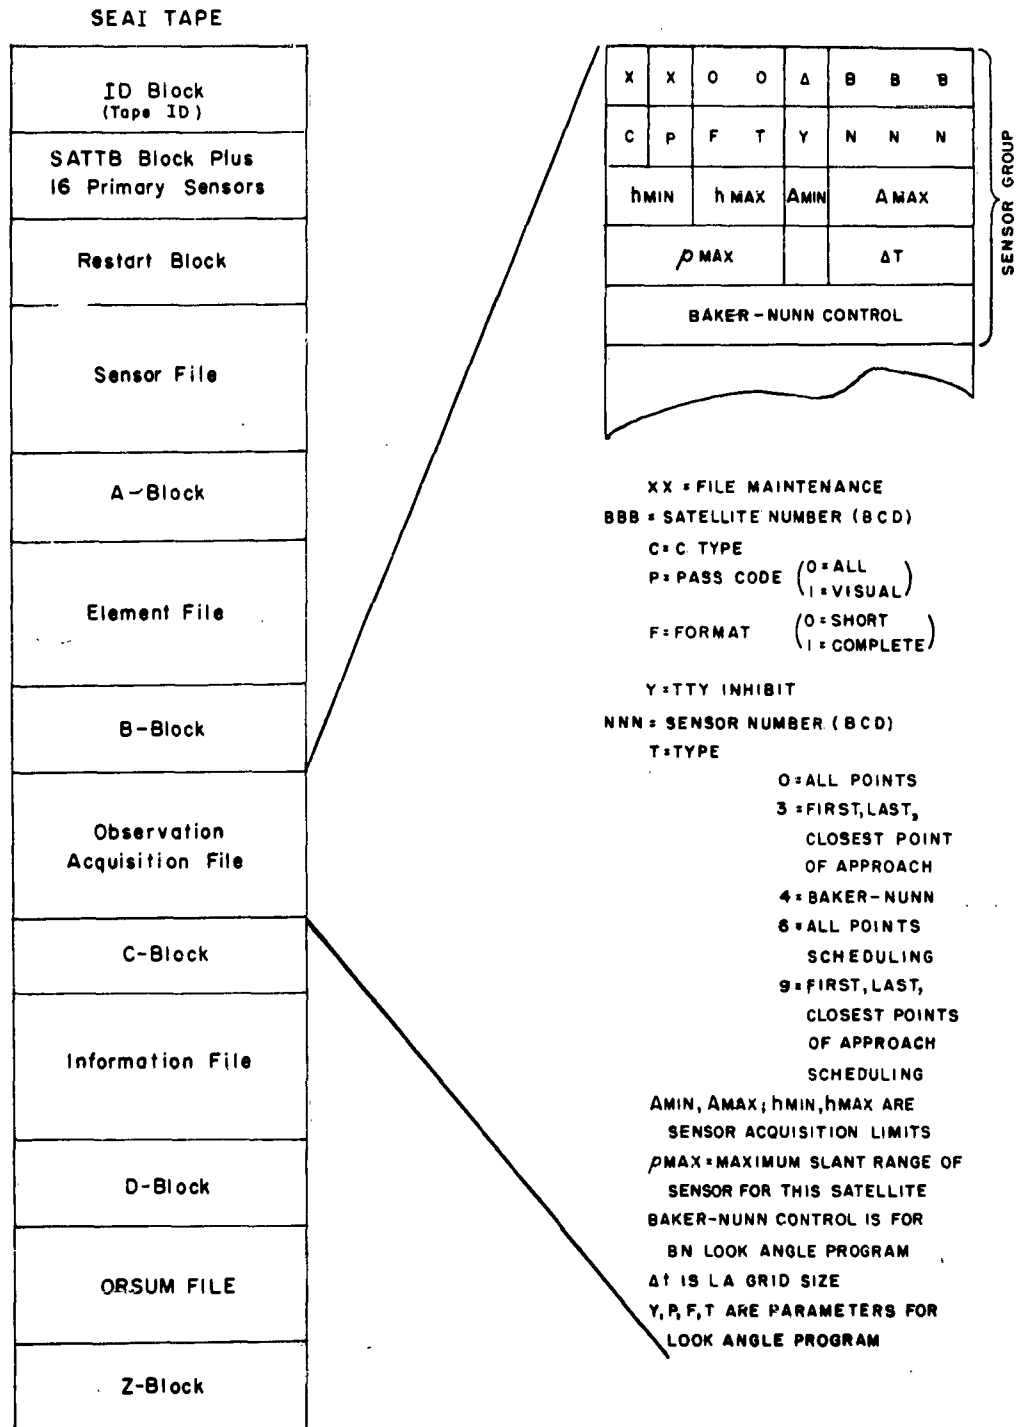 SEAI TAPE
ID Block
(Tape ID)
SATTB Block Plus
16 Primary Sensors
Restart Block
Sensor File
A-Block
Element File
B-Block
Observation
Acquisition File
C-Block
Information File
D-Block
ORSUM FILE
Z-Block
X X O O Δ B B B
C P F T Y N N N
hMIN h MAX AMIN A MAX
ρ MAX ΔT
BAKER-NUNN CONTROL
SENSOR GROUP
XX = FILE MAINTENANCE
BBB = SATELLITE NUMBER (BCD)
C = C TYPE
P = PASS CODE (0 = ALL
1 = VISUAL)
F = FORMAT (0 = SHORT
1 = COMPLETE)
Y = TTY INHIBIT
NNN = SENSOR NUMBER (BCD)
T = TYPE
0 = ALL POINTS
3 = FIRST, LAST,
CLOSEST POINT
OF APPROACH
4 = BAKER-NUNN
6 = ALL POINTS
SCHEDULING
9 = FIRST, LAST,
CLOSEST POINTS
OF APPROACH
SCHEDULING
AMIN, AMAX; hMIN, hMAX ARE
SENSOR ACQUISITION LIMITS
ρMAX = MAXIMUM SLANT RANGE OF
SENSOR FOR THIS SATELLITE
BAKER-NUNN CONTROL IS FOR
BN LOOK ANGLE PROGRAM
Δt IS LA GRID SIZE
Y, P, F, T ARE PARAMETERS FOR
LOOK ANGLE PROGRAM